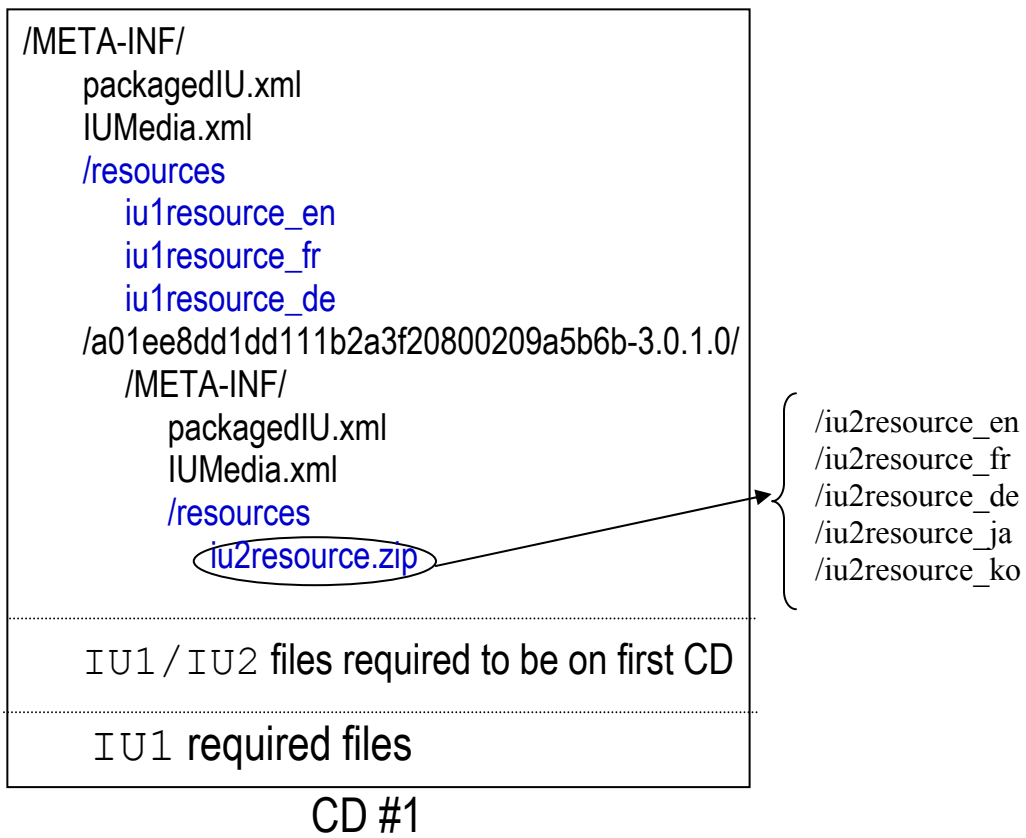 /META-INF/
packagedIU.xml
IUMedia.xml
/resources
iu1resource_en
iu1resource_fr
iu1resource_de
/a01ee8dd1dd111b2a3f20800209a5b6b-3.0.1.0/
/META-INF/
packagedIU.xml
IUMedia.xml
/resources
iu2resource.zip
/iu2resource_en
/iu2resource_fr
/iu2resource_de
/iu2resource_ja
/iu2resource_ko
IU1/IU2 files required to be on first CD
IU1 required files
CD #1